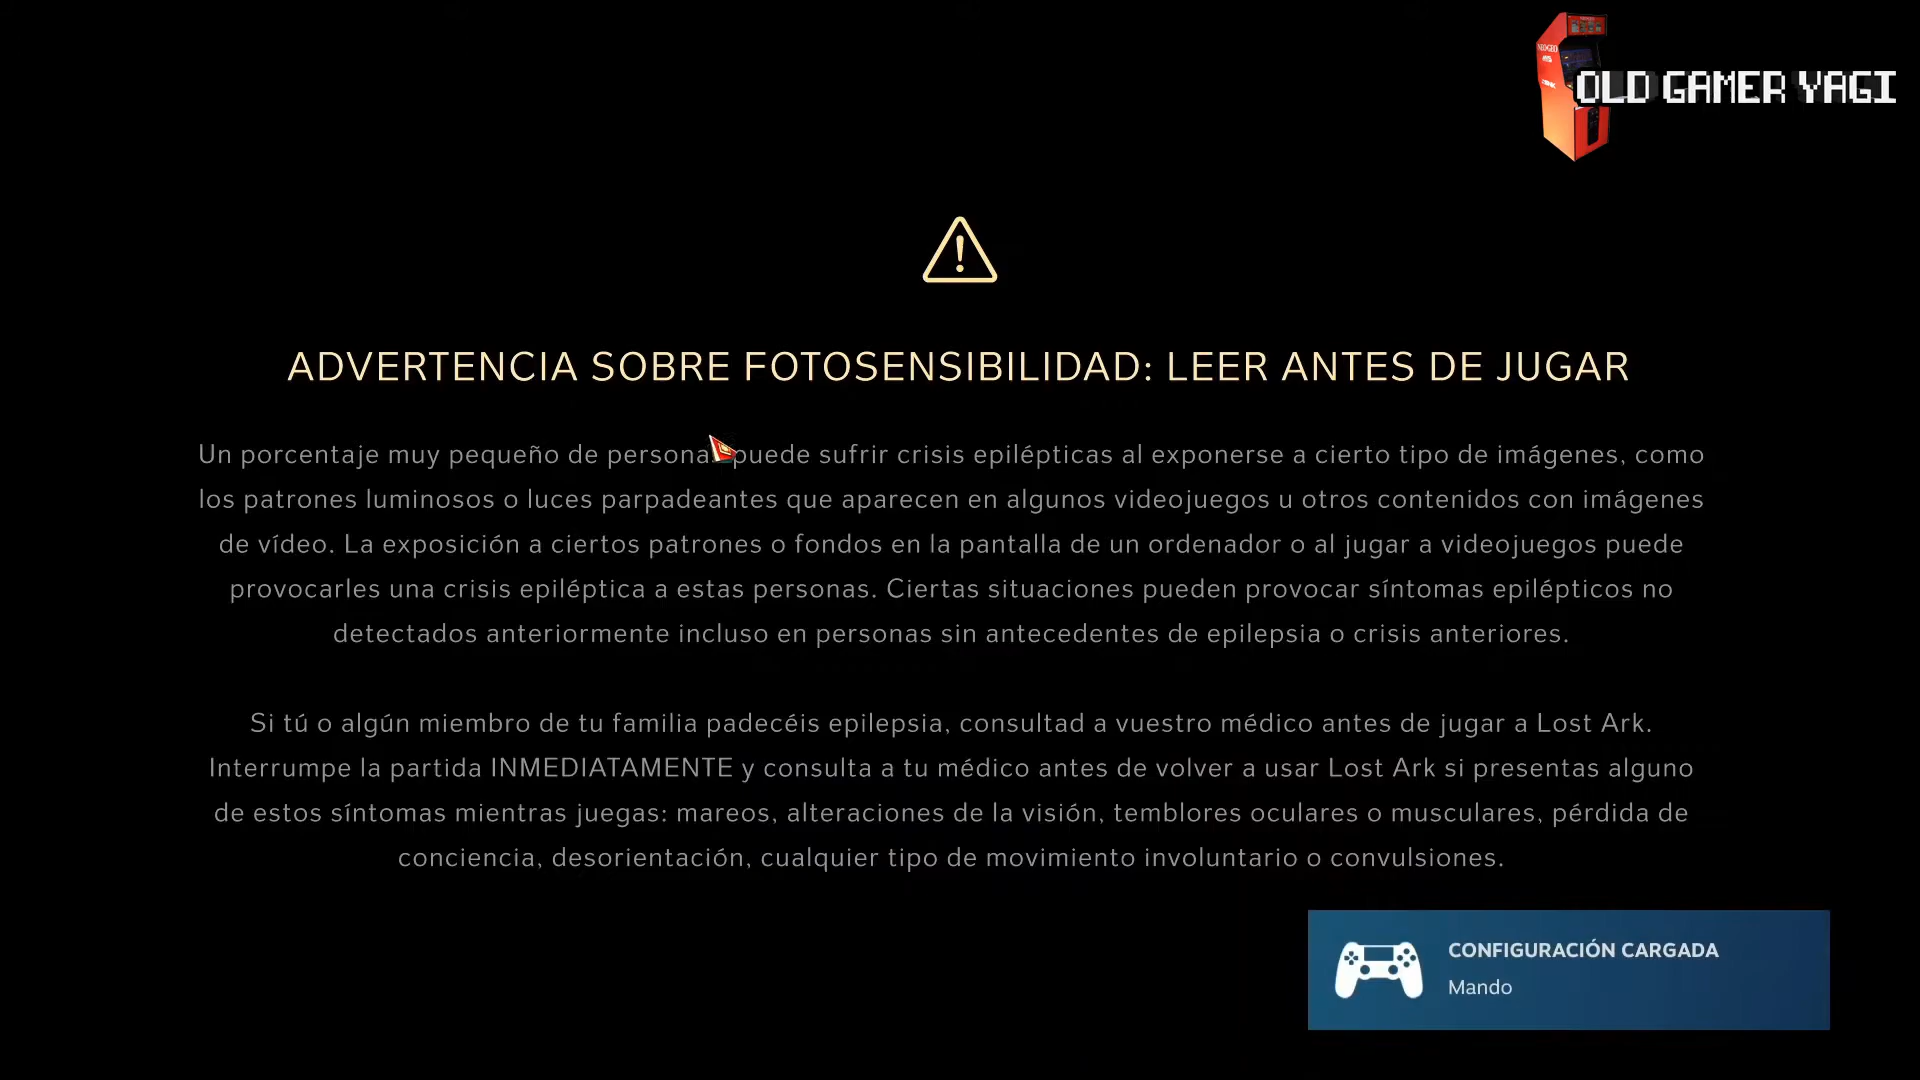 OLD GAMER YAGI
ADVERTENCIA SOBRE FOTOSENSIBILIDAD: LEER ANTES DE JUGAR
Un porcentaje muy pequeño de personas puede sufrir crisis epilépticas al exponerse a cierto tipo de imágenes, como
los patrones luminosos o luces parpadeantes que aparecen en algunos videojuegos u otros contenidos con imágenes
de vídeo. La exposición a ciertos patrones o fondos en la pantalla de un ordenador o al jugar a videojuegos puede
provocarles una crisis epiléptica a estas personas. Ciertas situaciones pueden provocar síntomas epilépticos no
detectados anteriormente incluso en personas sin antecedentes de epilepsia o crisis anteriores.
Si tú o algún miembro de tu familia padecéis epilepsia, consultad a vuestro médico antes de jugar a Lost Ark.
Interrumpe la partida INMEDIATAMENTE y consulta a tu médico antes de volver a usar Lost Ark si presentas alguno
de estos síntomas mientras juegas: mareos, alteraciones de la visión, temblores oculares o musculares, pérdida de
conciencia, desorientación, cualquier tipo de movimiento involuntario o convulsiones.
CONFIGURACIÓN CARGADA
Mando